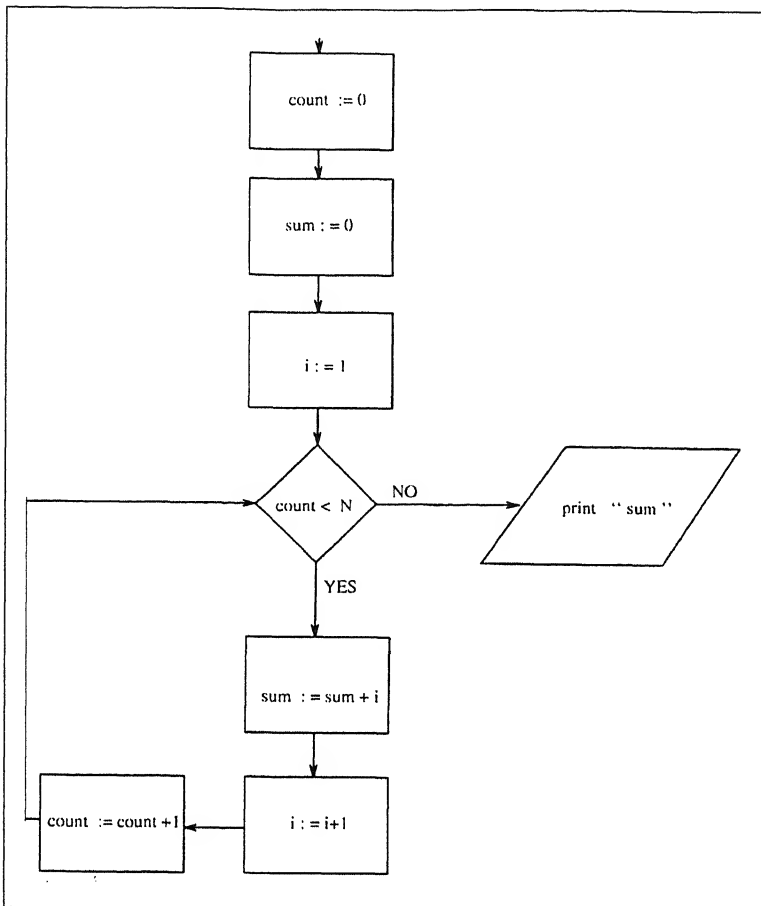 count := 0
sum : = 0
i : = 1
count < N
NO
print “ sum ”
YES
sum : = sum + i
count := count +1
i : = i+1